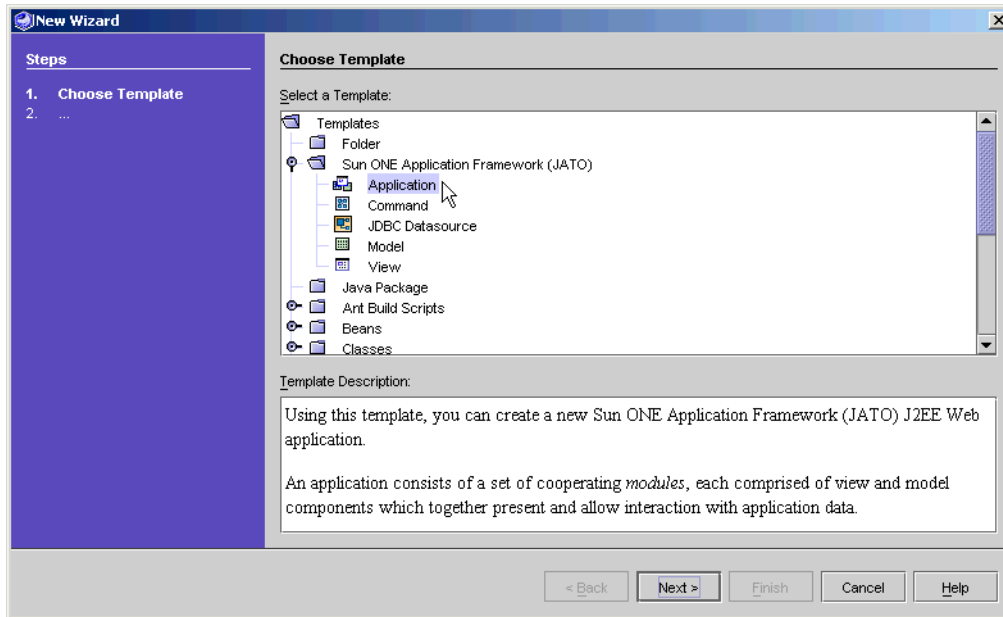 New Wizard
Steps
1. Choose Template
2. ...
Choose Template
Select a Template:
Templates
Folder
Sun ONE Application Framework (JATO)
Application
Command
JDBC Datasource
Model
View
Java Package
Ant Build Scripts
Beans
Classes
Template Description:
Using this template, you can create a new Sun ONE Application Framework (JATO) J2EE Web
application.
An application consists of a set of cooperating modules, each comprised of view and model
components which together present and allow interaction with application data.
< Back Next > Finish Cancel Help